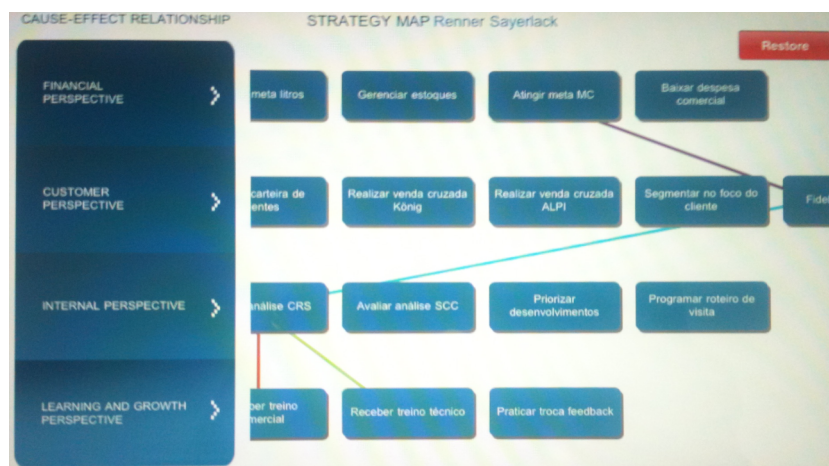 CAUSE-EFFECT RELATIONSHIP
STRATEGY MAP Renner Sayerlack
Restore
FINANCIAL
PERSPECTIVE
meta litros
Gerenciar estoques
Atingir meta MC
Baixar despesa
comercial
CUSTOMER
PERSPECTIVE
carteira de
entes
Realizar venda cruzada
König
Realizar venda cruzada
ALPI
Segmentar no foco do
cliente
Fide
INTERNAL PERSPECTIVE
análise CRS
Avaliar análise SCC
Priorizar
desenvolvimentos
Programar roteiro de
visita
LEARNING AND GROWTH
PERSPECTIVE
ber treino
mercial
Receber treino técnico
Praticar troca feedback